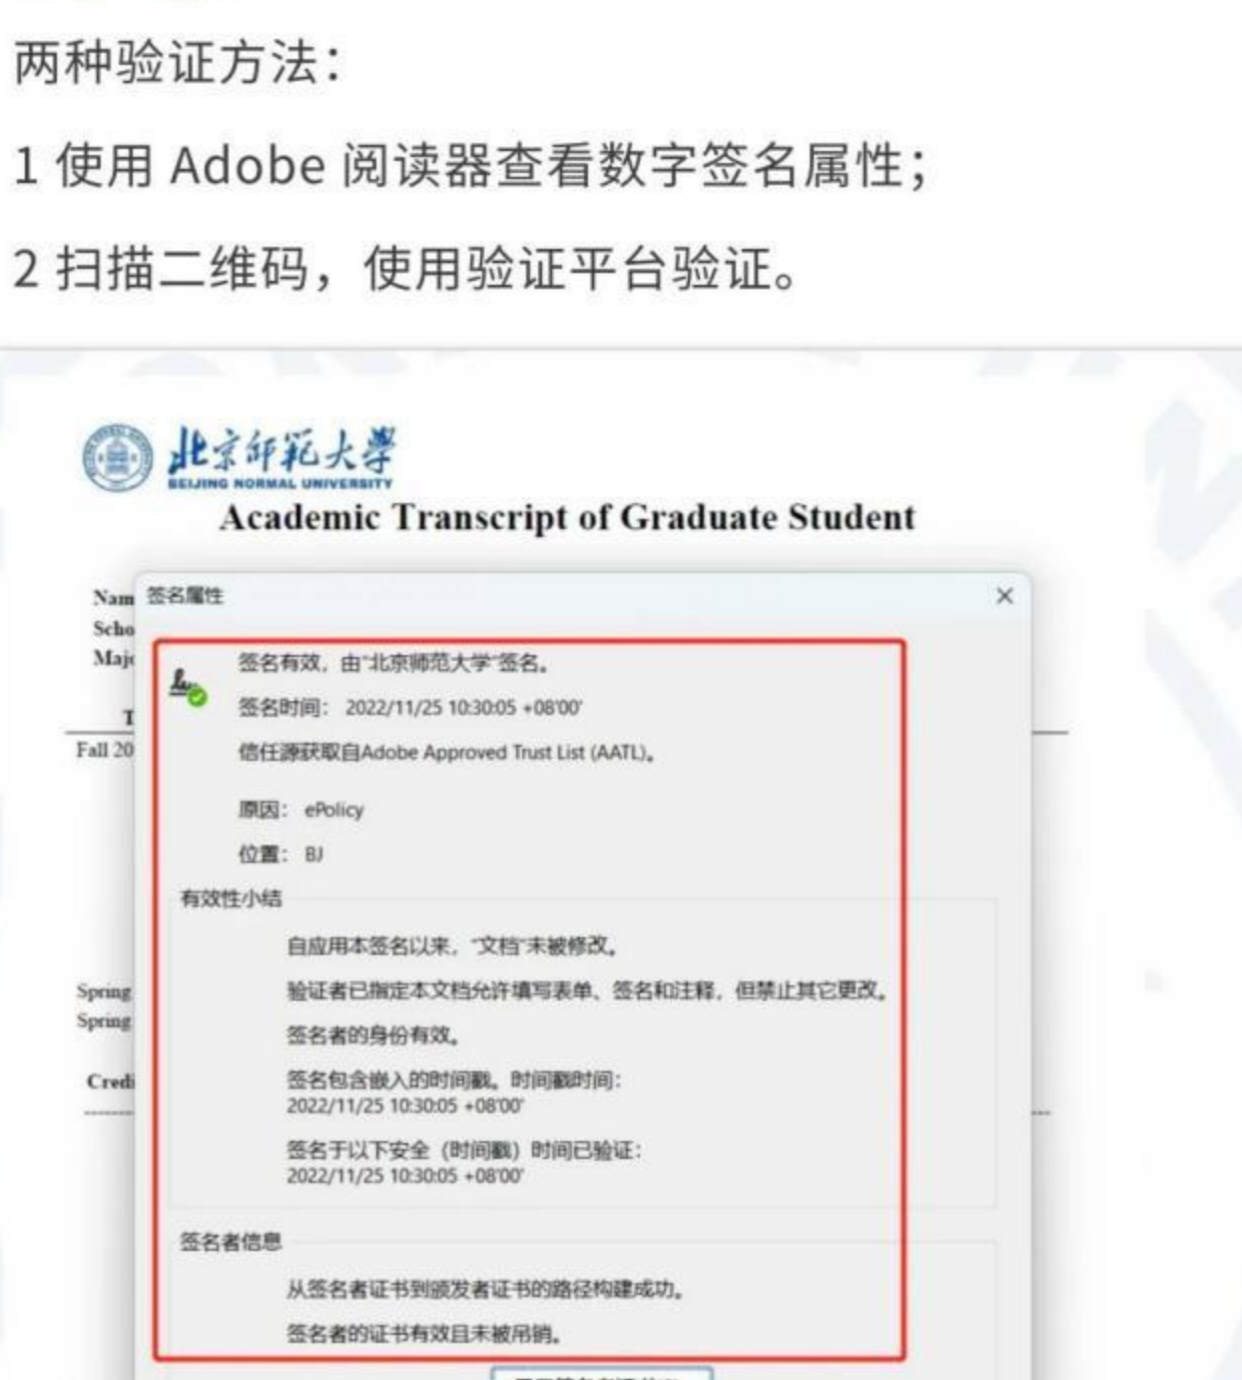 两种验证方法：
1 使用 Adobe 阅读器查看数字签名属性；
2 扫描二维码，使用验证平台验证。
北京师范大学
BEIJING NORMAL UNIVERSITY
Academic Transcript of Graduate Student
Nam
签名属性
Scho
Majo
签名有效，由"北京师范大学"签名。
签名时间： 2022/11/25 10:30:05 +08'00'
T
Fall 20
信任源获取自Adobe Approved Trust List (AATL)。
原因： ePolicy
位置： BJ
有效性小结
自应用本签名以来，"文档"未被修改。
Spring
验证者已指定本文档允许填写表单、签名和注释，但禁止其它更改。
Spring
签名者的身份有效。
Credi
签名包含嵌入的时间戳。时间戳时间：
2022/11/25 10:30:05 +08'00'
签名于以下安全（时间戳）时间已验证：
2022/11/25 10:30:05 +08'00'
签名者信息
从签名者证书到颁发者证书的路径构建成功。
签名者的证书有效且未被吊销。